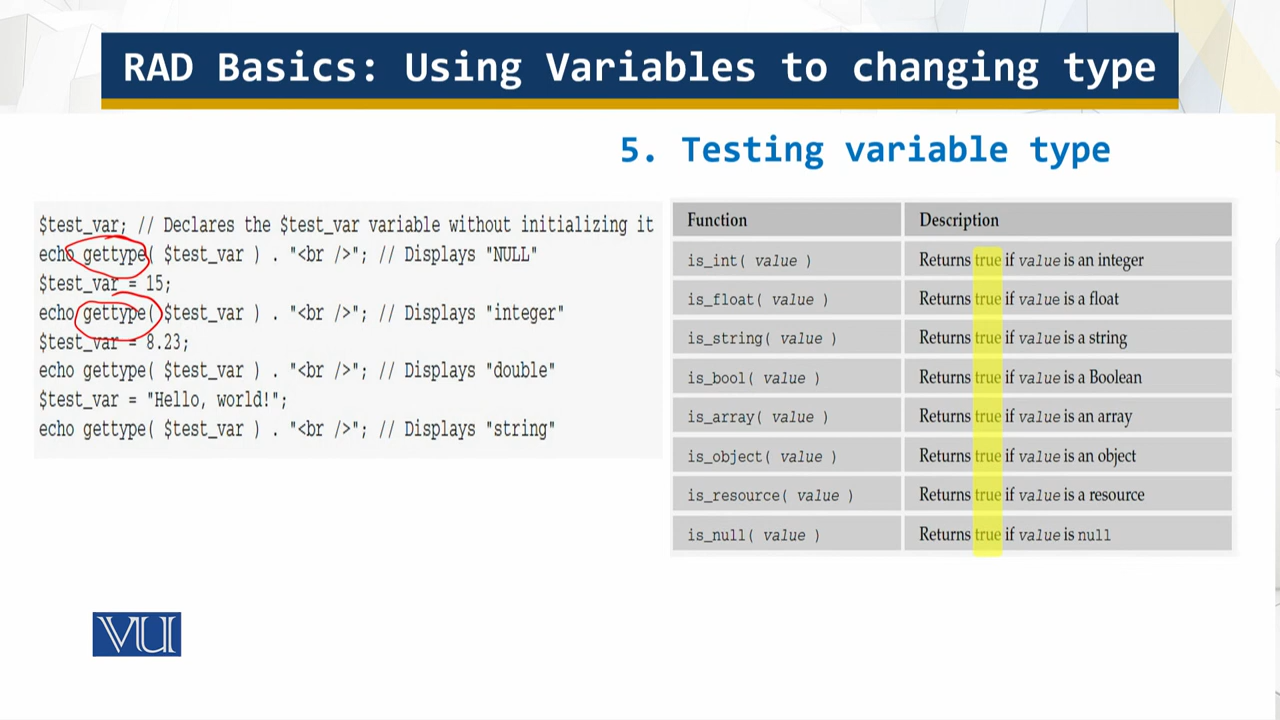 RAD Basics: Using Variables to changing type
5. Testing variable type
$test_var; // Declares the $test_var variable without initializing it
echo gettype( $test_var ) . "<br />"; // Displays "NULL"
$test_var = 15;
echo gettype( $test_var ) . "<br />"; // Displays "integer"
$test_var = 8.23;
echo gettype( $test_var ) . "<br />"; // Displays "double"
$test_var = "Hello, world!";
echo gettype( $test_var ) . "<br />"; // Displays "string"
Function Description
is_int( value ) Returns true if value is an integer
is_float( value ) Returns true if value is a float
is_string( value ) Returns true if value is a string
is_bool( value ) Returns true if value is a Boolean
is_array( value ) Returns true if value is an array
is_object( value ) Returns true if value is an object
is_resource( value ) Returns true if value is a resource
is_null( value ) Returns true if value is null
VU